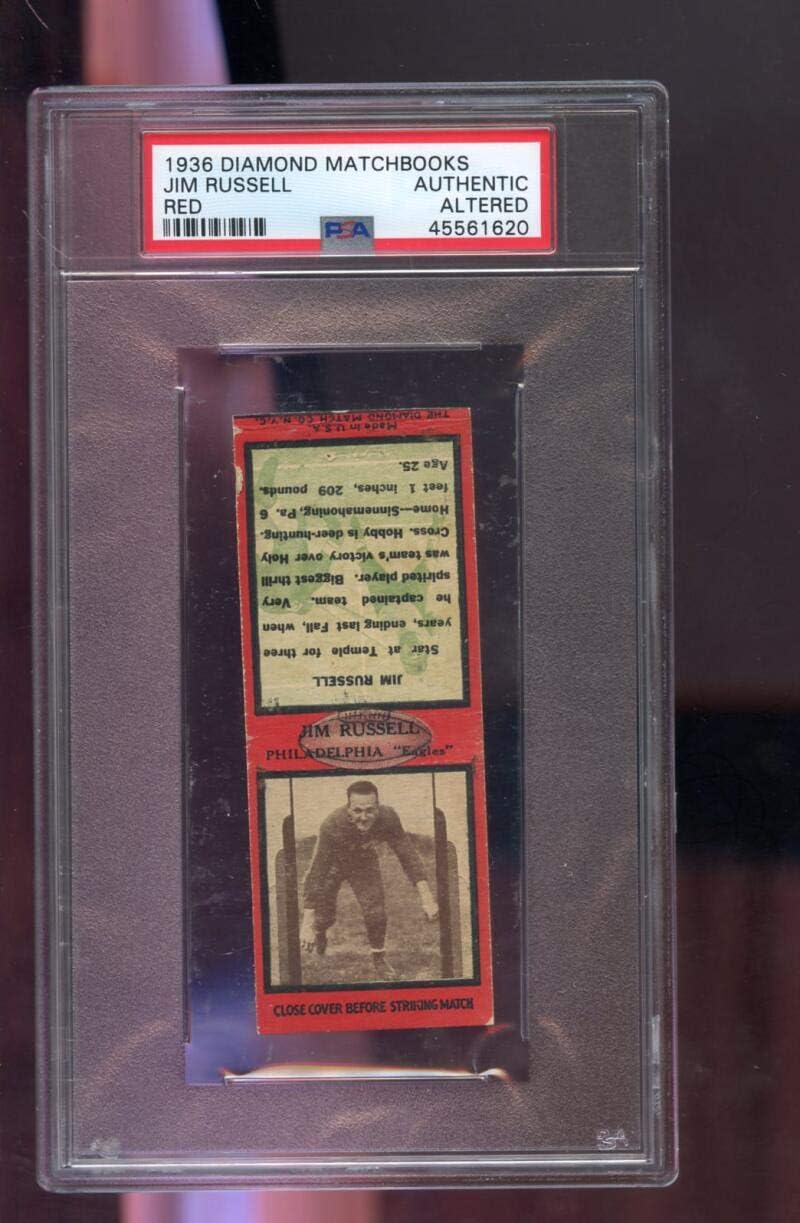 1936 DIAMOND MATCHBOOKS
JIM RUSSELL AUTHENTIC
RED ALTERED
PSA 45561620
THE DIAMOND MATCH CO. N.Y.C.
Made in U.S.A.
JIM RUSSELL
Star at Temple for three
years, ending last Fall, when
he captained team. Very
spirited player. Biggest thrill
was team's victory over Holy
Cross. Hobby is deer-hunting.
Home—Sinnemahoning, Pa. 6
feet 1 inches, 209 pounds.
Age 25.
JIM RUSSELL
PHILADELPHIA "Eagles"
CLOSE COVER BEFORE STRIKING MATCH